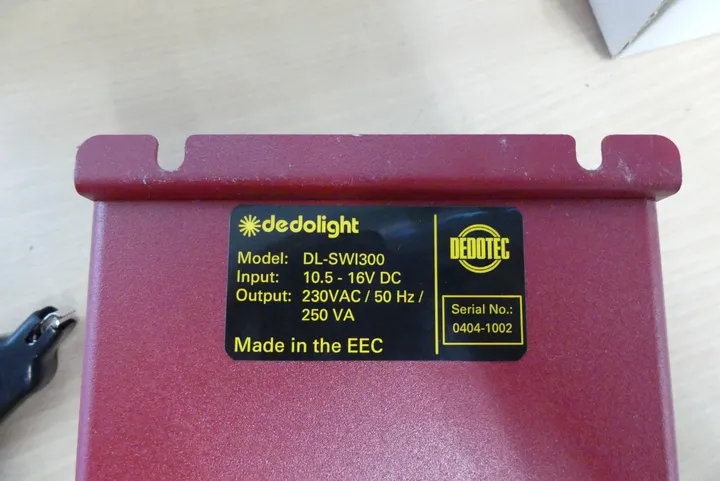 dedolight
Model: DL-SWI300
Input: 10.5 - 16V DC
Output: 230VAC / 50 Hz /
250 VA
Made in the EEC
DEDOTEC
Serial No.:
0404-1002